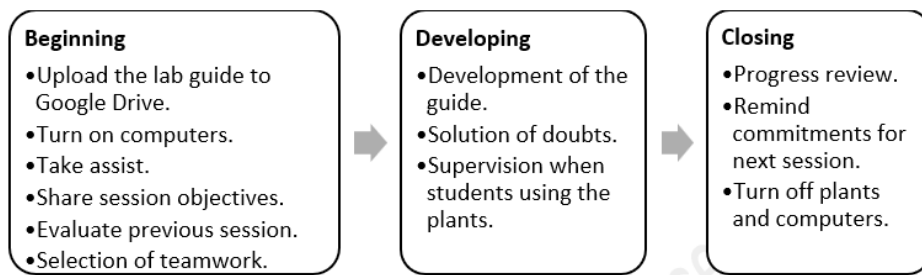 Beginning
•Upload the lab guide to
Google Drive.
•Turn on computers.
•Take assist.
•Share session objectives.
•Evaluate previous session.
•Selection of teamwork.
Developing
•Development of the
guide.
•Solution of doubts.
•Supervision when
students using the
plants.
Closing
•Progress review.
•Remind
commitments for
next session.
•Turn off plants
and computers.